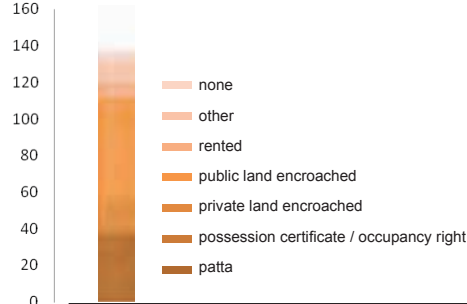 160
140
120
100
80
60
40
20
0
none
other
rented
public land encroached
private land encroached
possession certificate / occupancy right
patta